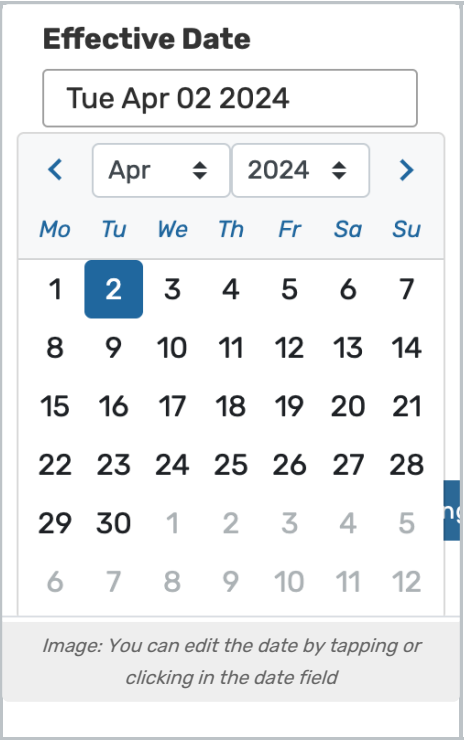 Effective Date
Tue Apr 02 2024
Apr 2024
Mo Tu We Th Fr Sa Su
1 2 3 4 5 6 7
8 9 10 11 12 13 14
15 16 17 18 19 20 21
22 23 24 25 26 27 28
29 30 1 2 3 4 5
6 7 8 9 10 11 12
Image: You can edit the date by tapping or
clicking in the date field